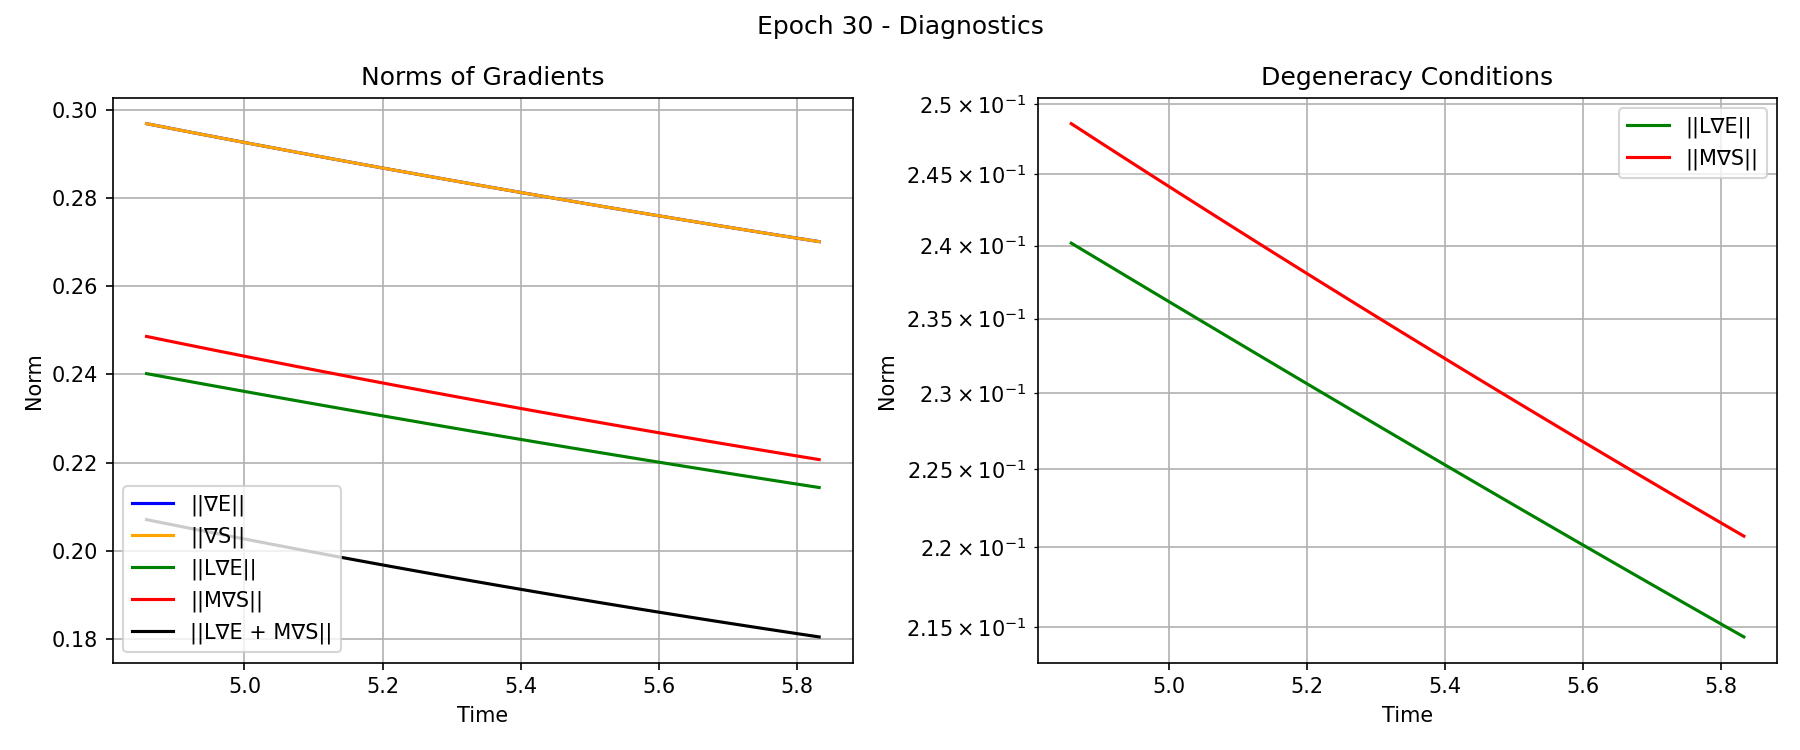 Epoch 30 - Diagnostics
Norms of Gradients
Norm
0.30
0.28
0.26
0.24
0.22
0.20
0.18
||∇E||
||∇S||
||L∇E||
||M∇S||
||L∇E + M∇S||
5.0 5.2 5.4 5.6 5.8
Time
Degeneracy Conditions
Norm
2.5 × 10⁻¹
2.45 × 10⁻¹
2.4 × 10⁻¹
2.35 × 10⁻¹
2.3 × 10⁻¹
2.25 × 10⁻¹
2.2 × 10⁻¹
2.15 × 10⁻¹
||L∇E||
||M∇S||
5.0 5.2 5.4 5.6 5.8
Time